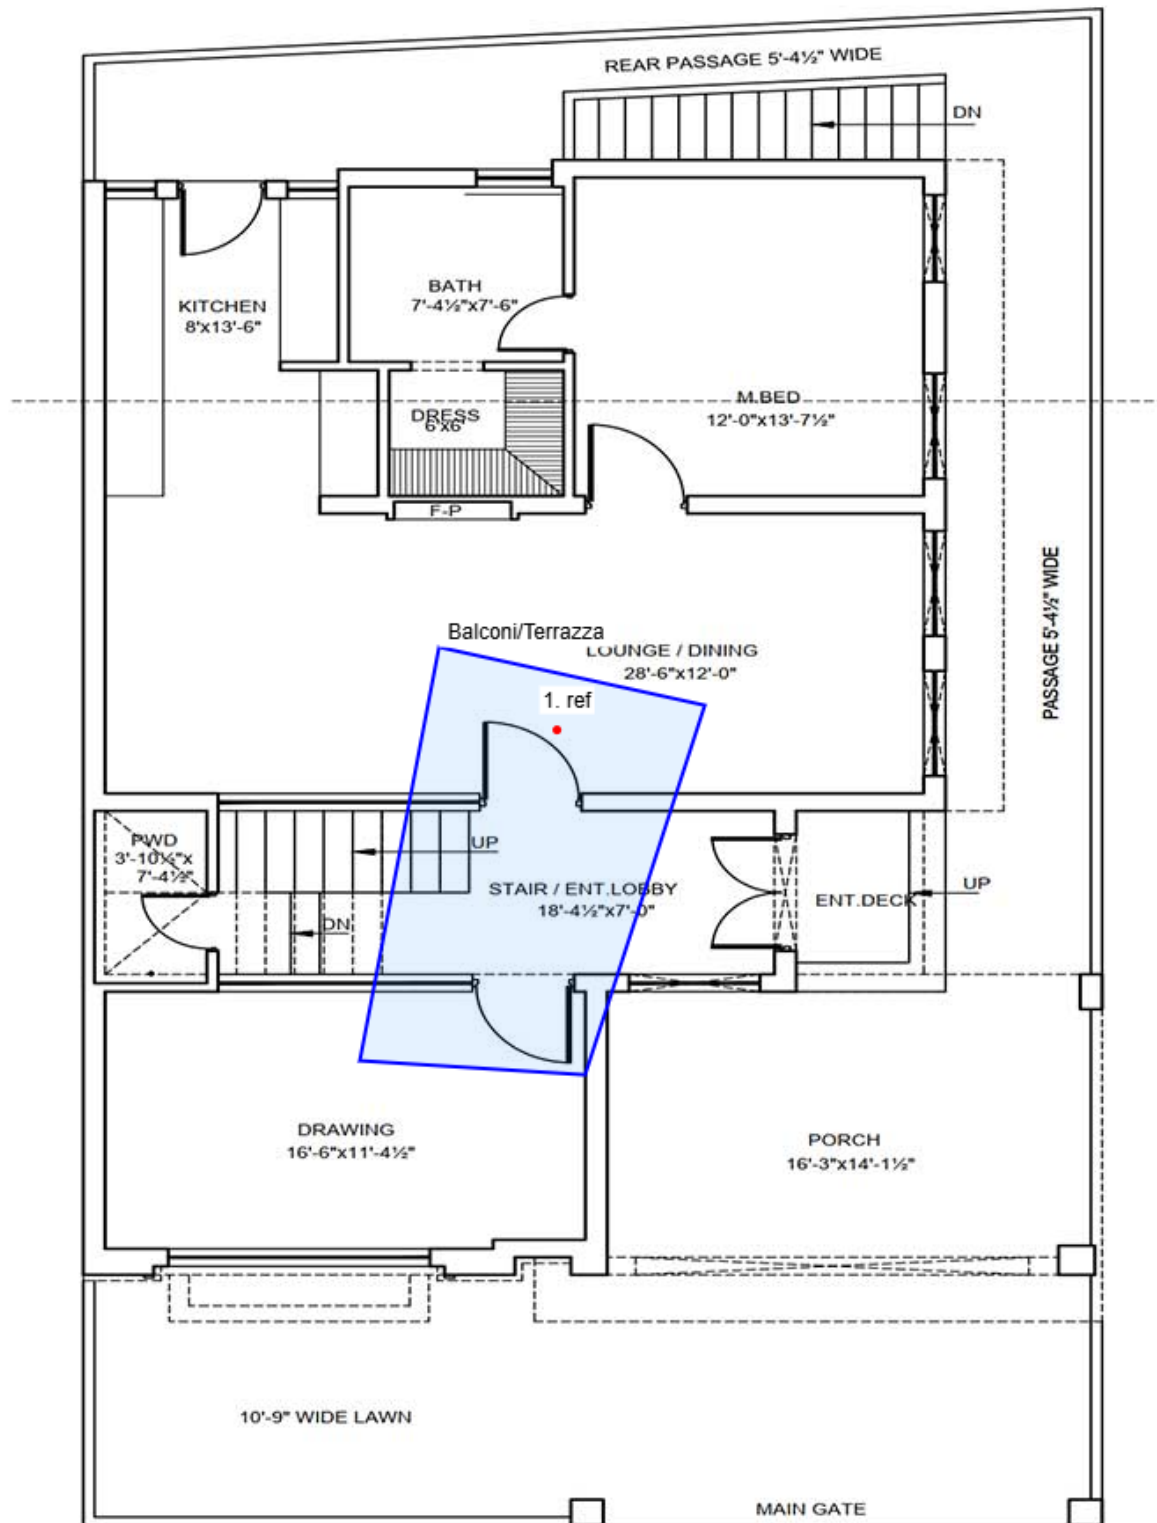 REAR PASSAGE 5'-4½" WIDE
DN
BATH
7'-4½"x7'-6"
KITCHEN
8'x13'-6"
M.BED
12'-0"x13'-7½"
DRESS
6'x6'
F-P
PASSAGE 5'-4½" WIDE
Balconi/Terrazza
LOUNGE / DINING
28'-6"x12'-0"
1. ref
PWD
3'-10½"x
7'-4½"
UP
STAIR / ENT.LOBBY
18'-4½"x7'-0"
UP
ENT.DECK
DN
DRAWING
16'-6"x11'-4½"
PORCH
16'-3"x14'-1½"
10'-9" WIDE LAWN
MAIN GATE